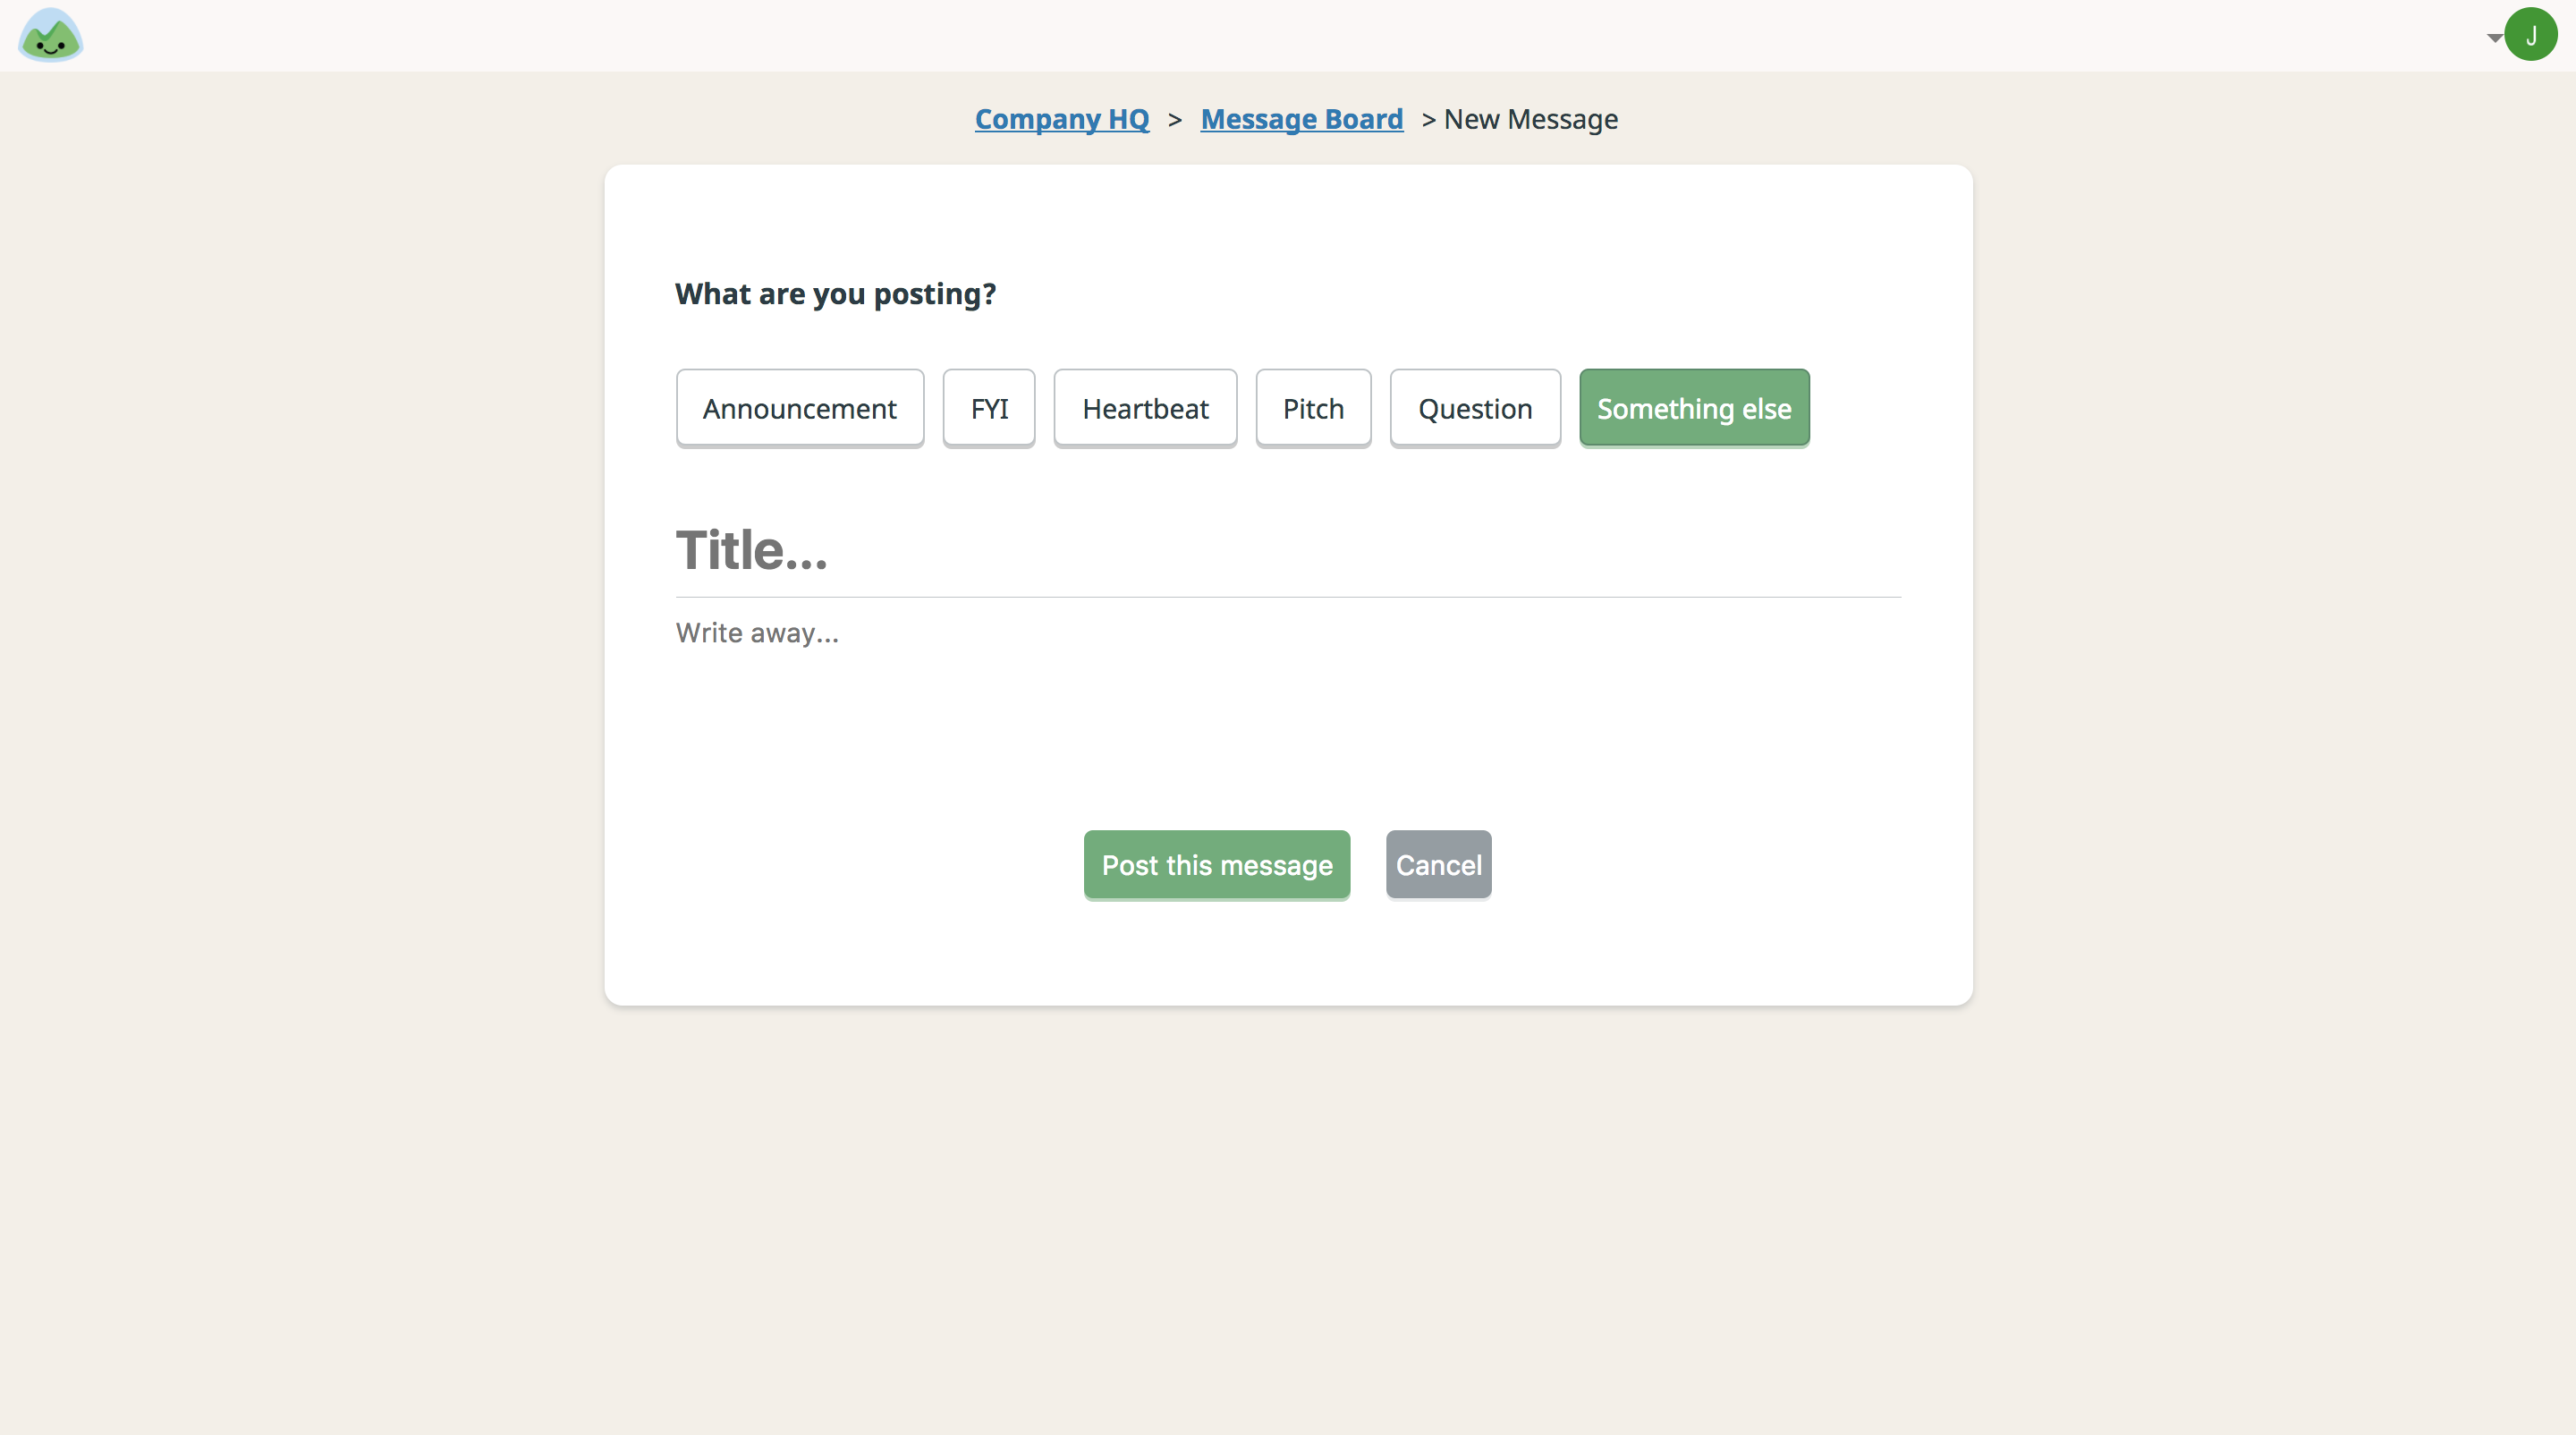 J
Company HQ > Message Board > New Message
What are you posting?
Announcement FYI Heartbeat Pitch Question Something else
Title...
Write away...
Post this message Cancel